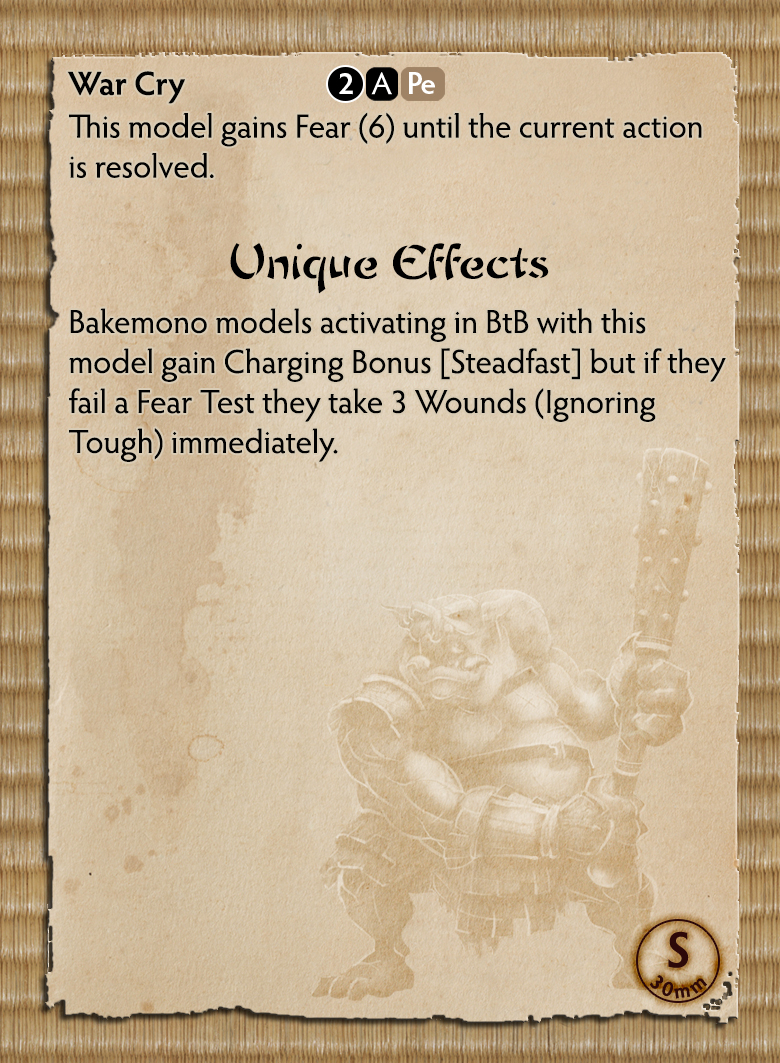 War Cry 2 A Pe
This model gains Fear (6) until the current action
is resolved.
Unique Effects
Bakemono models activating in BtB with this
model gain Charging Bonus [Steadfast] but if they
fail a Fear Test they take 3 Wounds (Ignoring
Tough) immediately.
S
30mm